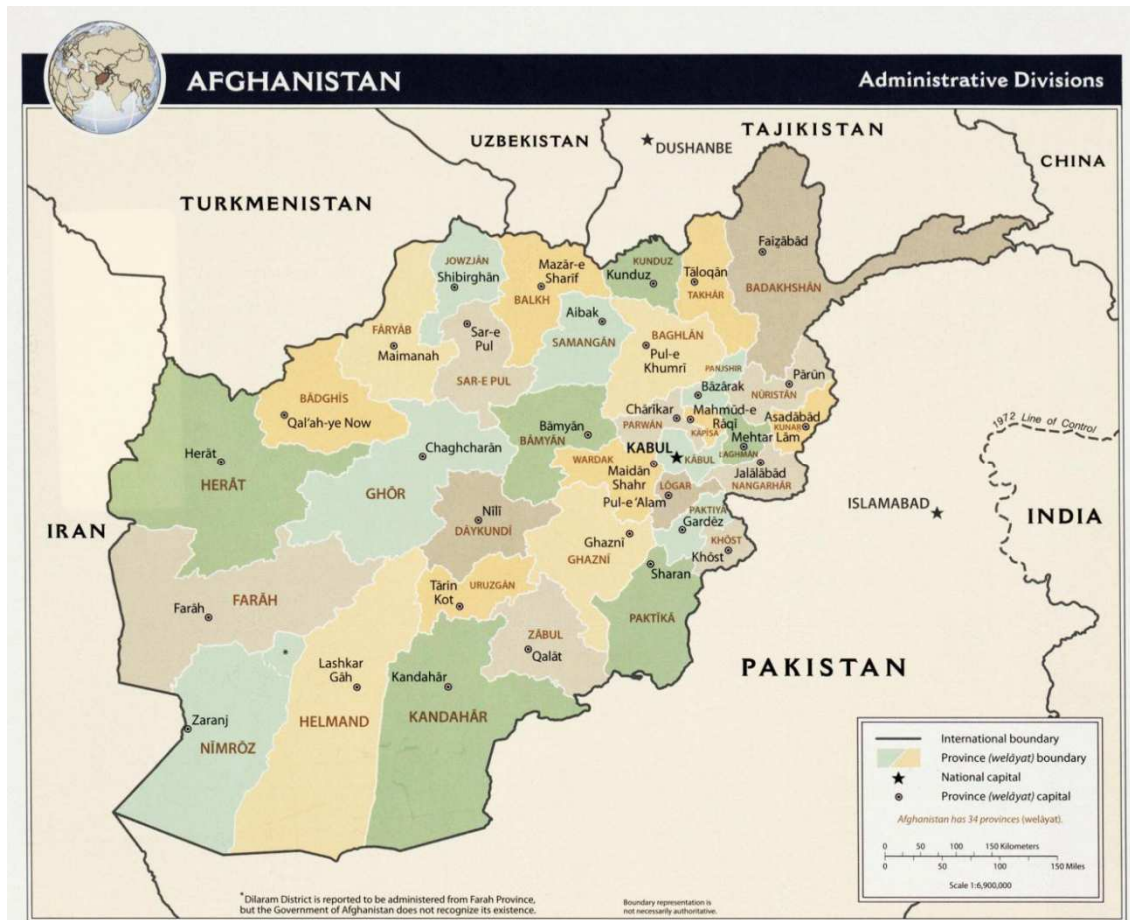 AFGHANISTAN
Administrative Divisions
UZBEKISTAN
TAJIKISTAN
DUSHANBE
CHINA
TURKMENISTAN
Faiẕābād
JOWZJĀN
Shibirghān
Mazār-e
Sharīf
BALKH
KUNDUZ
Kunduz
Tāloqān
TAKHĀR
BADAKHSHĀN
Aibak
SAMANGĀN
FĀRYĀB
Maimanah
Sar-e
Pul
SAR-E PUL
BAGHLĀN
Pul-e
Khumrī
PANJSHIR
Bāzārak
Pārūn
NŪRISTĀN
BĀDGHĪS
Qal'ah-ye Now
Chārīkar
PARWĀN
Mahmūd-e
Rāqī
KĀPĪSA
Asadābād
KUNAR
Mehtar Lām
LAGHMĀN
Bāmyān
BĀMYĀN
Chaghcharān
KABUL
KĀBUL
Herāt
HERĀT
GHŌR
WARDAK
Maidān
Shahr
Jalālābād
NANGARHĀR
Pul-e 'Alam
LŌGAR
Nīlī
DĀYKUNDĪ
PAKTIYĀ
Gardēz
KHŌST
Khōst
Ghaznī
GHAZNĪ
Sharan
PAKTĪKĀ
1972 Line of Control
ISLAMABAD
INDIA
IRAN
Tārin
Kot
URUZGĀN
Farāh
FARĀH
ZĀBUL
Qalāt
*
Lashkar
Gāh
HELMAND
Kandahār
KANDAHĀR
Zaranj
NĪMRŌZ
PAKISTAN
International boundary
Province (welāyat) boundary
National capital
Province (welāyat) capital
Afghanistan has 34 provinces (welāyat).
0 50 100 150 Kilometers
0 50 100 150 Miles
Scale 1:6,900,000
*Dilaram District is reported to be administered from Farah Province,
but the Government of Afghanistan does not recognize its existence.
Boundary representation is
not necessarily authoritative.